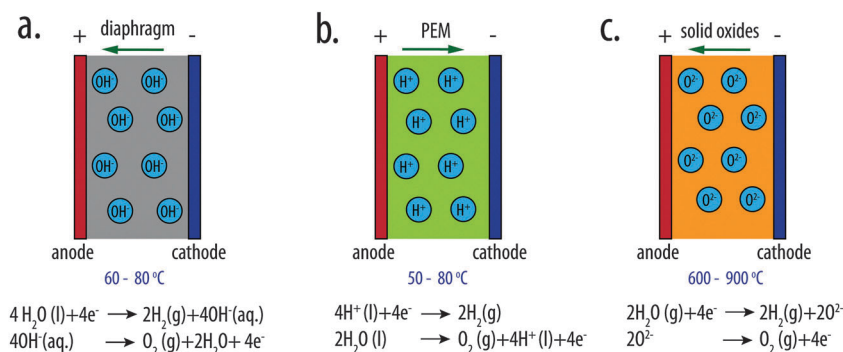 a. diaphragm
+ -
OH⁻ OH⁻
OH⁻ OH⁻
OH⁻ OH⁻
OH⁻ OH⁻
anode cathode
60 - 80 ºC
4 H₂O (l)+4e⁻ → 2H₂(g)+4OH⁻(aq.)
4OH⁻(aq.) → O₂(g)+2H₂O+ 4e⁻
b. PEM
+ -
H⁺ H⁺
H⁺ H⁺
H⁺ H⁺
H⁺ H⁺
anode cathode
50 - 80 ºC
4H⁺(l)+4e⁻ → 2H₂(g)
2H₂O (l) → O₂(g)+4H⁺(l)+4e⁻
c. solid oxides
+ -
O²⁻ O²⁻
O²⁻ O²⁻
O²⁻ O²⁻
O²⁻ O²⁻
anode cathode
600 - 900 ºC
2H₂O (g)+4e⁻ → 2H₂(g)+2O²⁻
2O²⁻ → O₂(g)+4e⁻